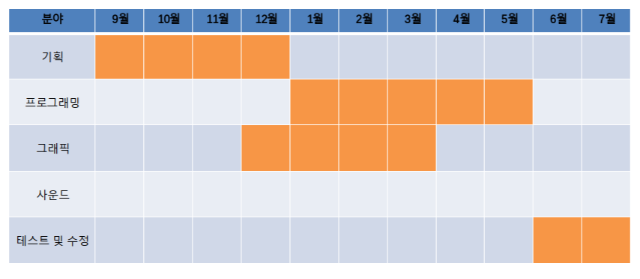 분야 9월 10월 11월 12월 1월 2월 3월 4월 5월 6월 7월
기획
프로그래밍
그래픽
사운드
테스트 및 수정